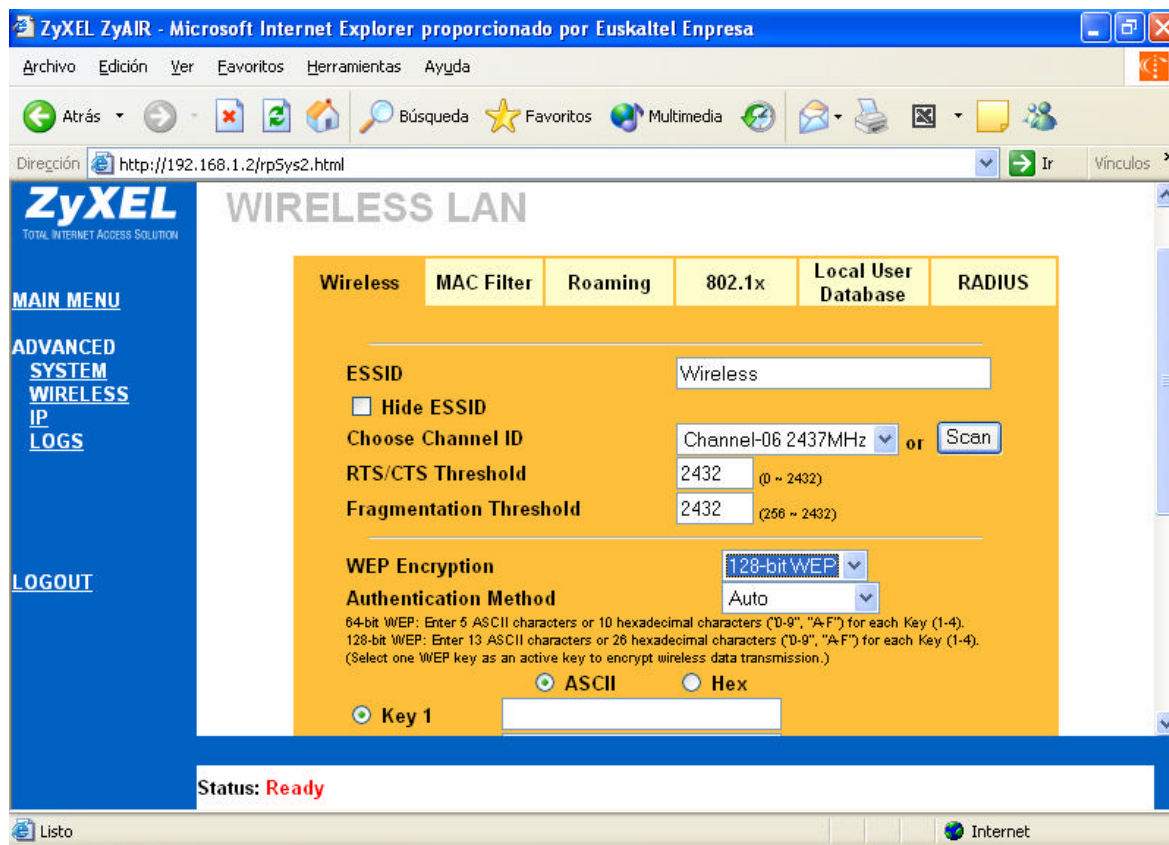 ZyXEL ZyAIR - Microsoft Internet Explorer proporcionado por Euskaltel Enpresa
Archivo Edición Ver Favoritos Herramientas Ayuda
Atrás Búsqueda Favoritos Multimedia
Dirección http://192.168.1.2/rpSys2.html Ir Vínculos
ZyXEL
TOTAL INTERNET ACCESS SOLUTION
MAIN MENU
ADVANCED
SYSTEM
WIRELESS
IP
LOGS
LOGOUT
WIRELESS LAN
Wireless MAC Filter Roaming 802.1x Local User Database RADIUS
ESSID Wireless
Hide ESSID
Choose Channel ID Channel-06 2437MHz or Scan
RTS/CTS Threshold 2432 (0 ~ 2432)
Fragmentation Threshold 2432 (256 ~ 2432)
WEP Encryption 128-bit WEP
Authentication Method Auto
64-bit WEP: Enter 5 ASCII characters or 10 hexadecimal characters ("0-9", "A-F") for each Key (1-4).
128-bit WEP: Enter 13 ASCII characters or 26 hexadecimal characters ("0-9", "A-F") for each Key (1-4).
(Select one WEP key as an active key to encrypt wireless data transmission.)
ASCII Hex
Key 1
Status: Ready
Listo Internet